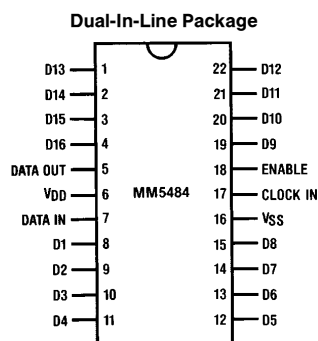 Dual-In-Line Package
D13 1 22 D12
D14 2 21 D11
D15 3 20 D10
D16 4 19 D9
DATA OUT 5 18 ENABLE
VDD 6 MM5484 17 CLOCK IN
DATA IN 7 16 VSS
D1 8 15 D8
D2 9 14 D7
D3 10 13 D6
D4 11 12 D5